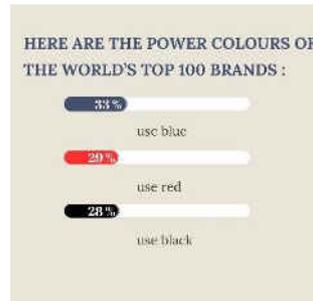 HERE ARE THE POWER COLOURS OF
THE WORLD'S TOP 100 BRANDS :
33 %
use blue
29 %
use red
28 %
use black